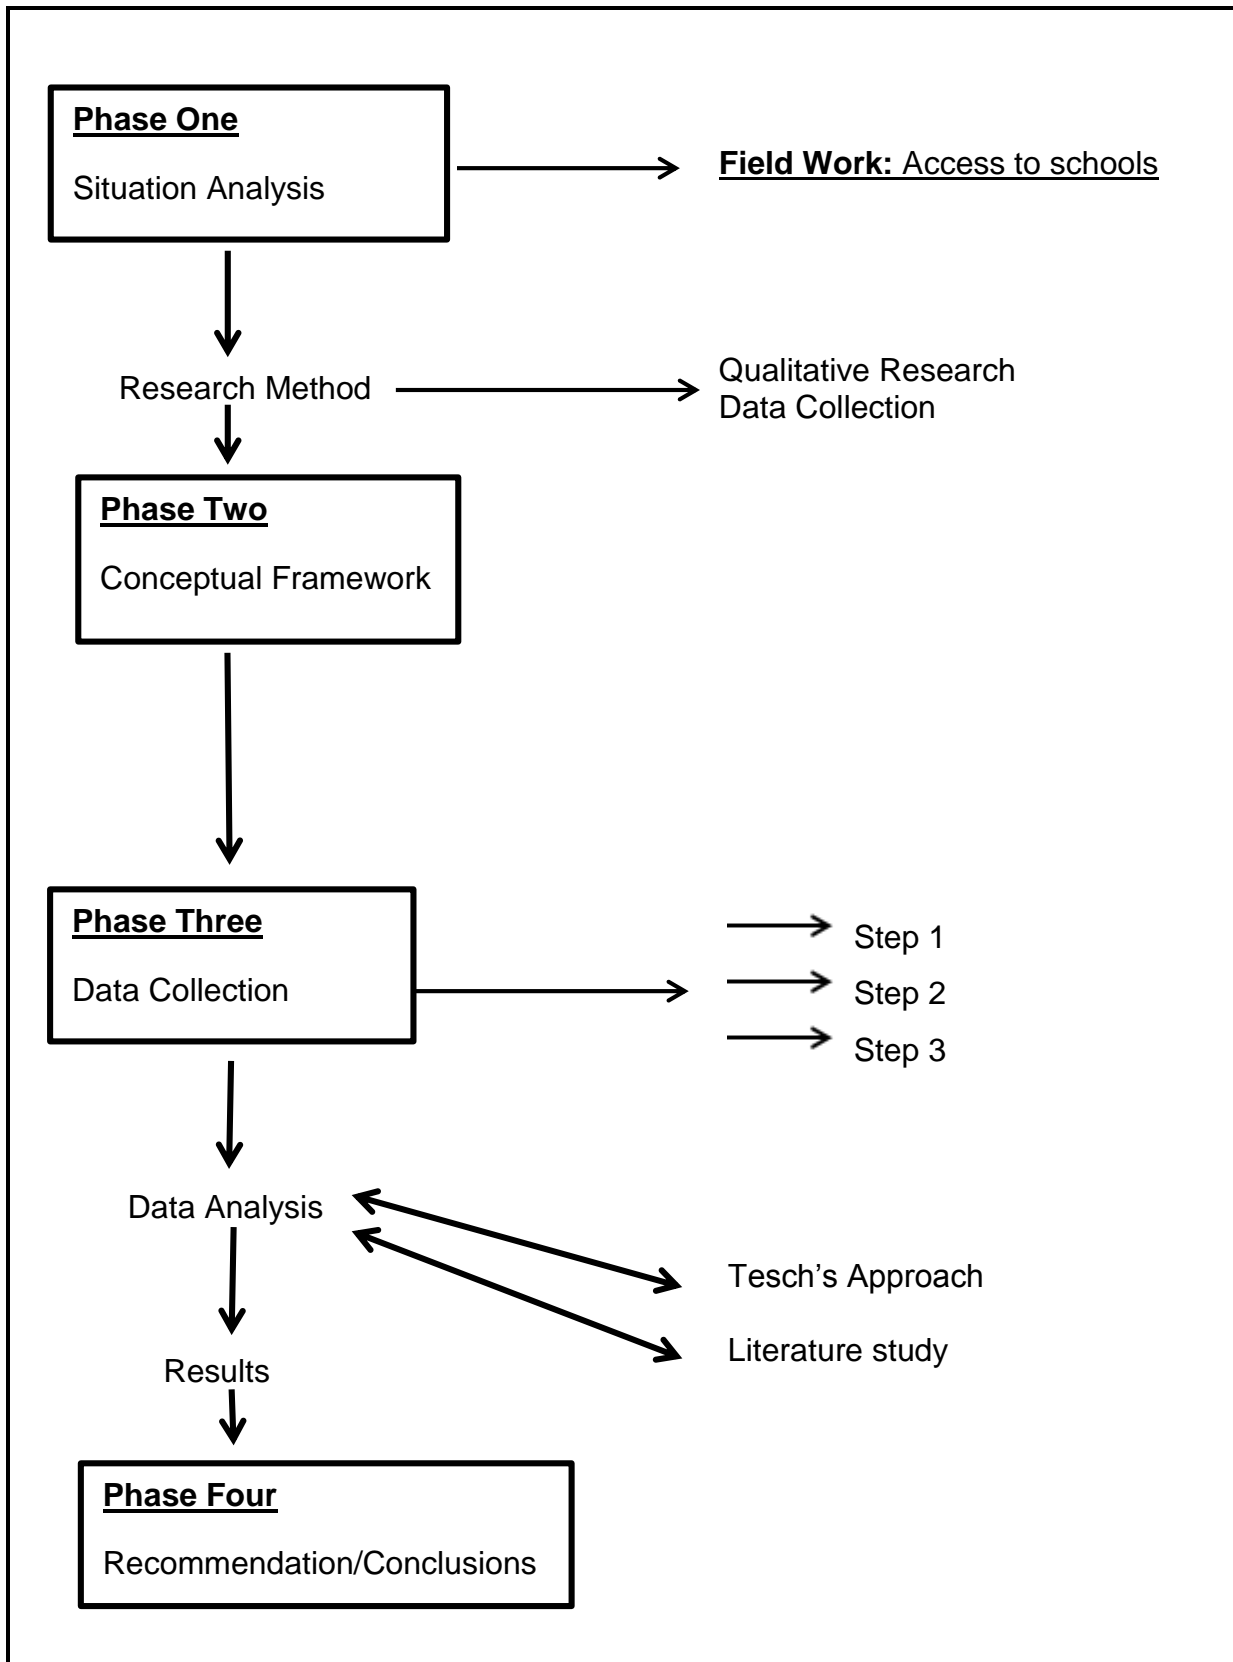 Phase One
Situation Analysis
Field Work: Access to schools
Research Method
Qualitative Research
Data Collection
Phase Two
Conceptual Framework
Phase Three
Data Collection
Step 1
Step 2
Step 3
Data Analysis
Tesch’s Approach
Literature study
Results
Phase Four
Recommendation/Conclusions